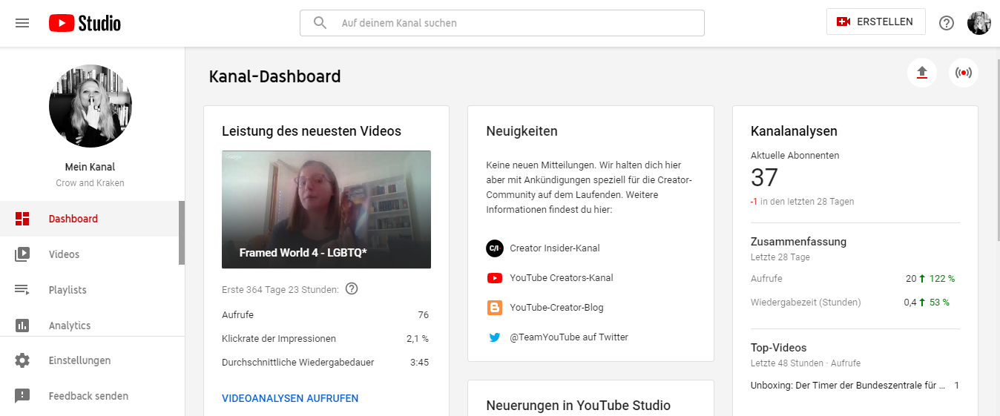 Studio
Auf deinem Kanal suchen
ERSTELLEN
Mein Kanal
Crow and Kraken
Dashboard
Videos
Playlists
Analytics
Einstellungen
Feedback senden
Kanal-Dashboard
Leistung des neuesten Videos
Framed World 4 - LGBTQ*
Erste 364 Tage 23 Stunden:
Aufrufe 76
Klickrate der Impressionen 2,1 %
Durchschnittliche Wiedergabedauer 3:45
VIDEOANALYSEN AUFRUFEN
Neuigkeiten
Keine neuen Mitteilungen. Wir halten dich hier
aber mit Ankündigungen speziell für die Creator-
Community auf dem Laufenden. Weitere
Informationen findest du hier:
C/I Creator Insider-Kanal
YouTube Creators-Kanal
YouTube-Creator-Blog
@TeamYouTube auf Twitter
Neuerungen in YouTube Studio
Kanalanalysen
Aktuelle Abonnenten
37
-1 in den letzten 28 Tagen
Zusammenfassung
Letzte 28 Tage
Aufrufe 20 122 %
Wiedergabezeit (Stunden) 0,4 53 %
Top-Videos
Letzte 48 Stunden · Aufrufe
Unboxing: Der Timer der Bundeszentrale für ... 1